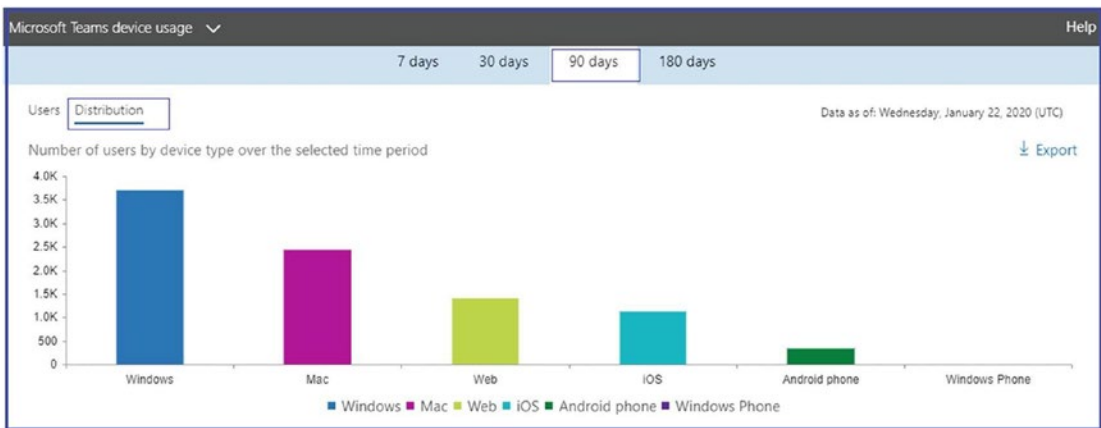 Microsoft Teams device usage Help
7 days 30 days 90 days 180 days
Users Distribution Data as of: Wednesday, January 22, 2020 (UTC)
Number of users by device type over the selected time period Export
4.0K
3.5K
3.0K
2.5K
2.0K
1.5K
1.0K
500
0
Windows Mac Web iOS Android phone Windows Phone
Windows Mac Web iOS Android phone Windows Phone